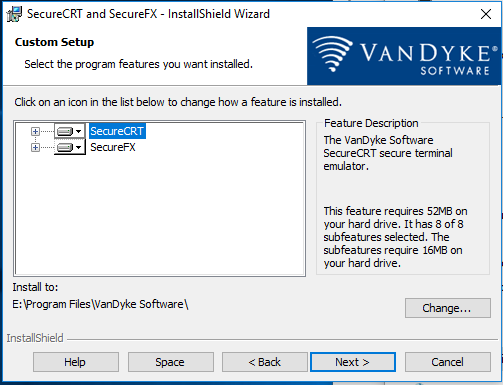 SecureCRT and SecureFX - InstallShield Wizard
Custom Setup
Select the program features you want installed.
VANDYKE
SOFTWARE
Click on an icon in the list below to change how a feature is installed.
SecureCRT
SecureFX
Feature Description
The VanDyke Software
SecureCRT secure terminal
emulator.
This feature requires 52MB on
your hard drive. It has 8 of 8
subfeatures selected. The
subfeatures require 16MB on
your hard drive.
Install to:
E:\Program Files\VanDyke Software\
Change...
InstallShield
Help
Space
< Back
Next >
Cancel